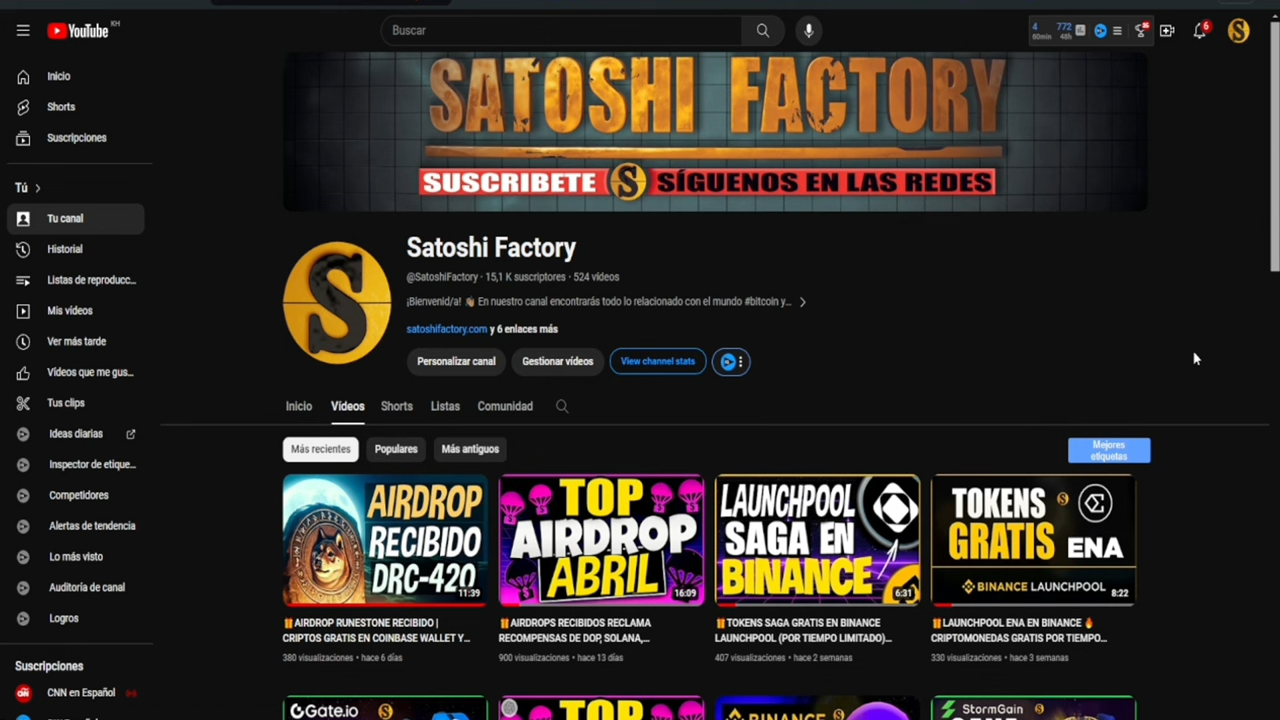 YouTube KH
Buscar
4
60min
772
48h
6
Inicio
Shorts
Suscripciones
Tú
Tu canal
Historial
Listas de reproducc...
Mis vídeos
Ver más tarde
Vídeos que me gus...
Tus clips
Ideas diarias
Inspector de etique...
Competidores
Alertas de tendencia
Lo más visto
Auditoría de canal
Logros
Suscripciones
CNN en Español
SATOSHI FACTORY
SUSCRIBETE S SÍGUENOS EN LAS REDES
S
Satoshi Factory
@SatoshiFactory · 15,1 K suscriptores · 524 vídeos
¡Bienvenid/a! 👋 En nuestro canal encontrarás todo lo relacionado con el mundo #bitcoin y...
satoshifactory.com y 6 enlaces más
Personalizar canal
Gestionar vídeos
View channel stats
Inicio
Vídeos
Shorts
Listas
Comunidad
Más recientes
Populares
Más antiguos
Mejores
etiquetas
AIRDROP
RECIBIDO
DRC-420
11:39
🎁AIRDROP RUNESTONE RECIBIDO |
CRIPTOS GRATIS EN COINBASE WALLET Y...
380 visualizaciones · hace 6 días
TOP
AIRDROP
ABRIL
16:09
🎁AIRDROPS RECIBIDOS RECLAMA
RECOMPENSAS DE DOP, SOLANA,...
900 visualizaciones · hace 13 días
LAUNCHPOOL
SAGA EN
BINANCE
6:31
🎁TOKENS SAGA GRATIS EN BINANCE
LAUNCHPOOL (POR TIEMPO LIMITADO)...
407 visualizaciones · hace 2 semanas
TOKENS
GRATIS ENA
BINANCE LAUNCHPOOL
8:22
🎁LAUNCHPOOL ENA EN BINANCE 🔥
CRIPTOMONEDAS GRATIS POR TIEMPO...
330 visualizaciones · hace 3 semanas
Gate.io
TOP
BINANCE
StormGain